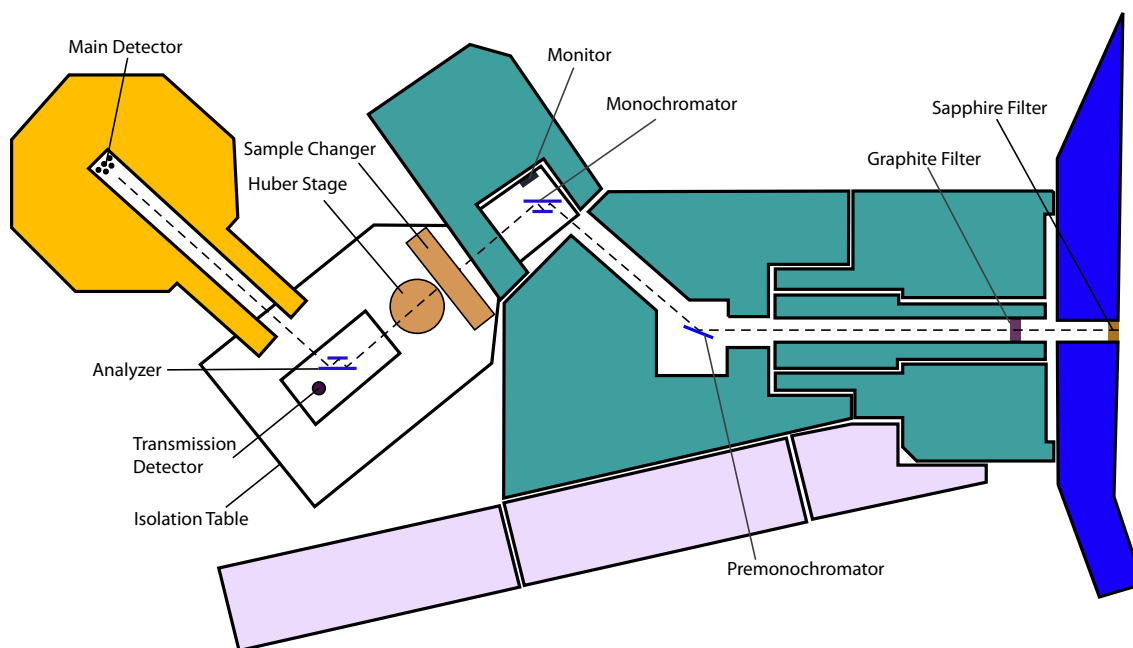 Main Detector
Monitor
Monochromator
Sapphire Filter
Sample Changer
Graphite Filter
Huber Stage
Analyzer
Transmission
Detector
Isolation Table
Premonochromator